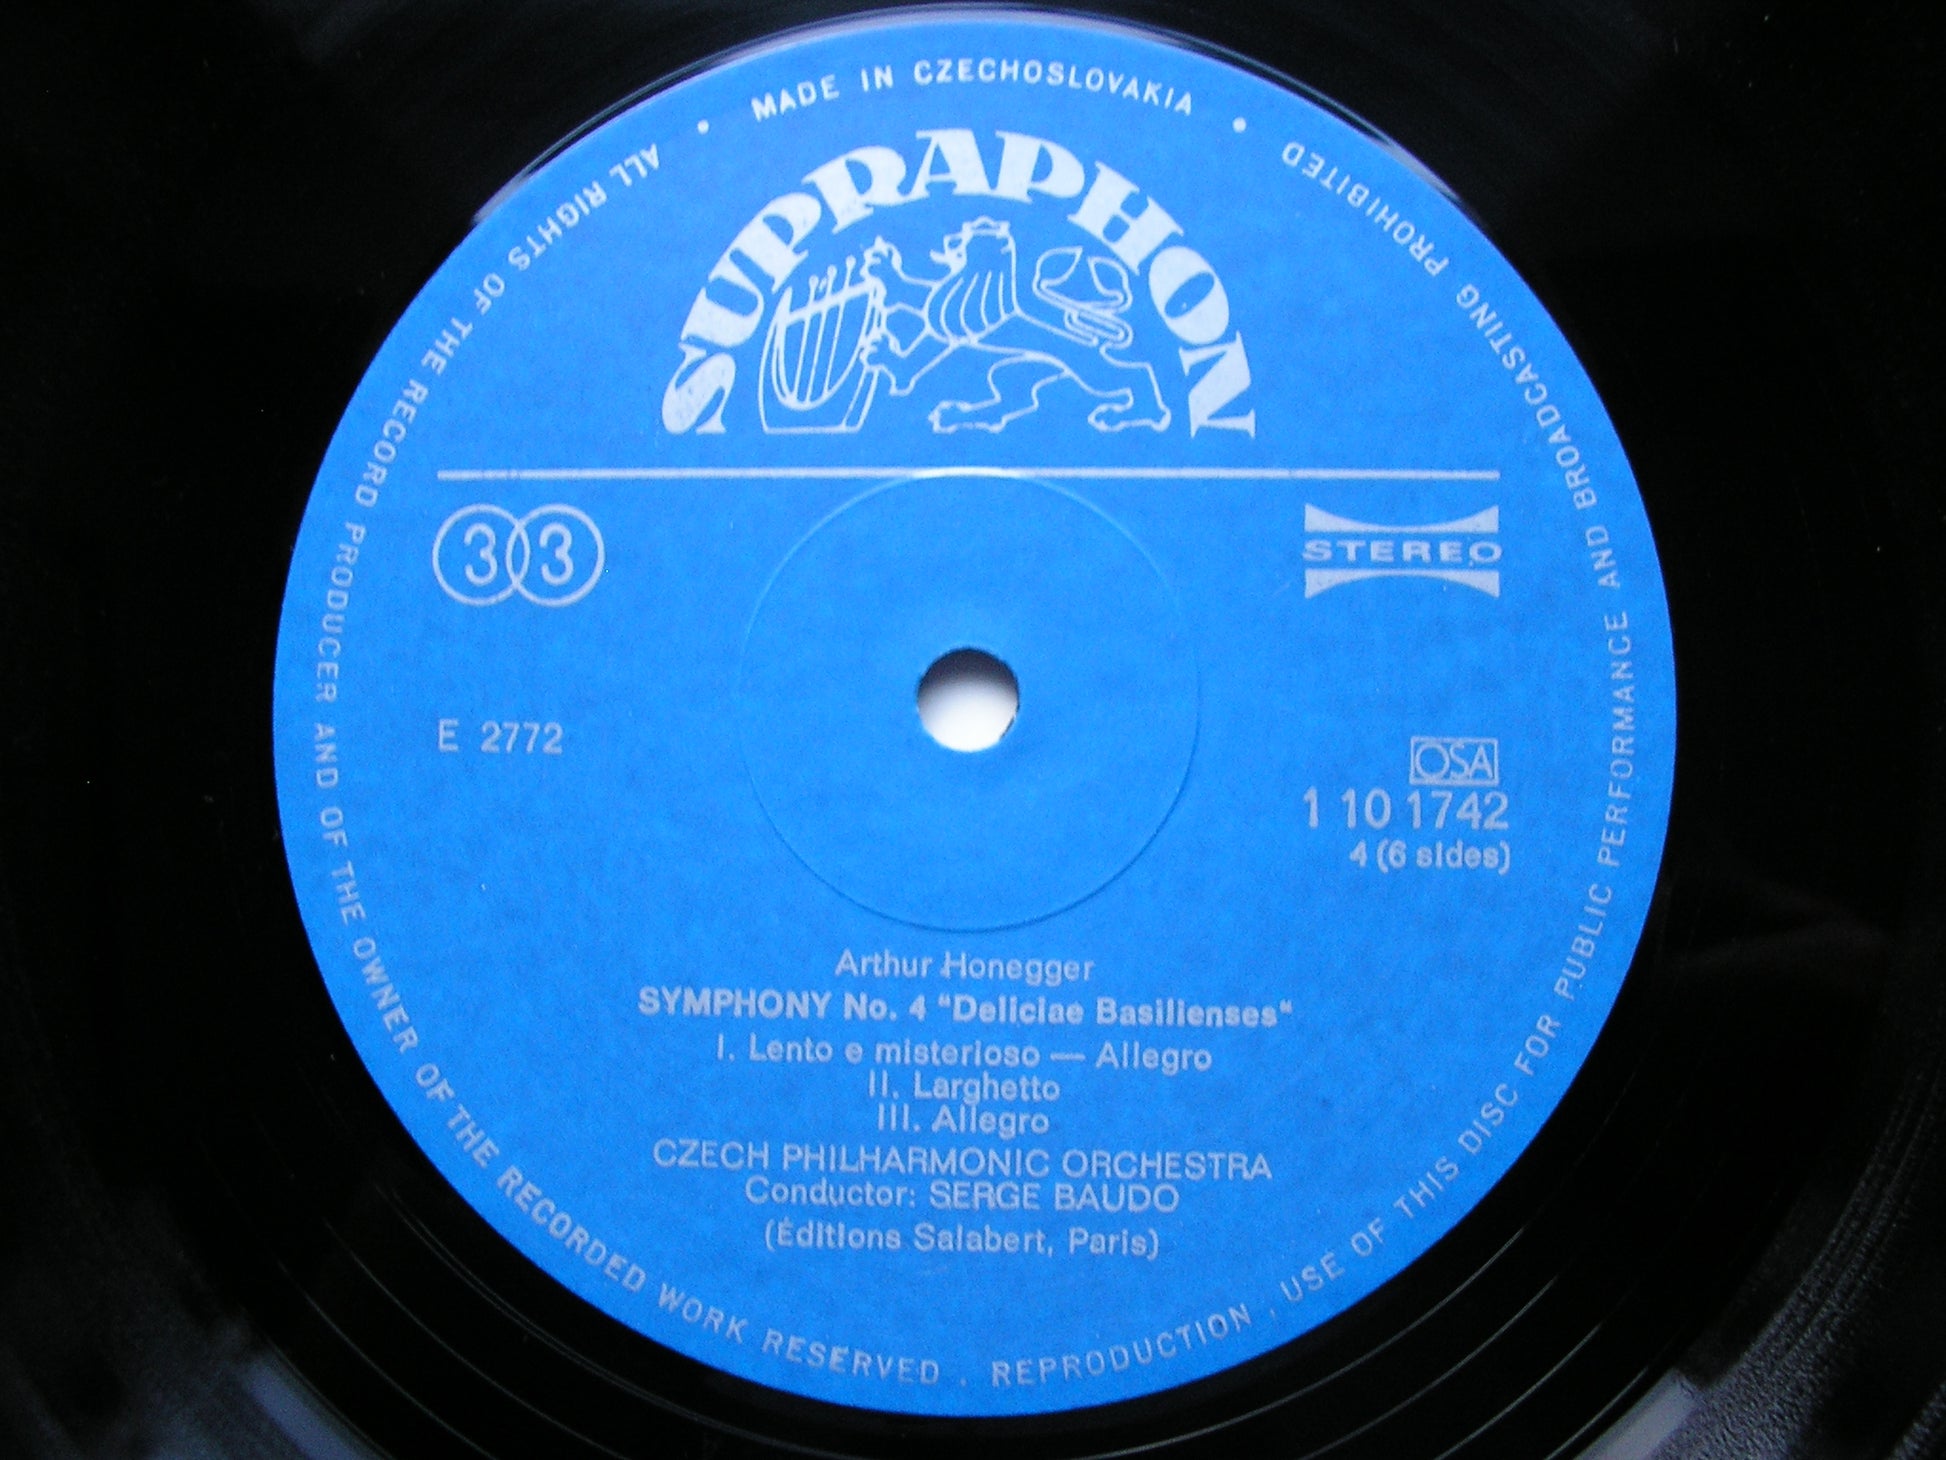 MADE IN CZECHOSLOVAKIA
ALL RIGHTS OF THE RECORD PRODUCER AND OF THE OWNER OF THE RECORDED WORK RESERVED . REPRODUCTION , USE OF THIS DISC FOR PUBLIC PERFORMANCE AND BROADCASTING PROHIBITED
SUPRAPHON
33
STEREO
E 2772
OSA
1 10 1742
4 (6 sides)
Arthur Honegger
SYMPHONY No. 4 "Deliciae Basilienses"
I. Lento e misterioso — Allegro
II. Larghetto
III. Allegro
CZECH PHILHARMONIC ORCHESTRA
Conductor: SERGE BAUDO
(Éditions Salabert, Paris)